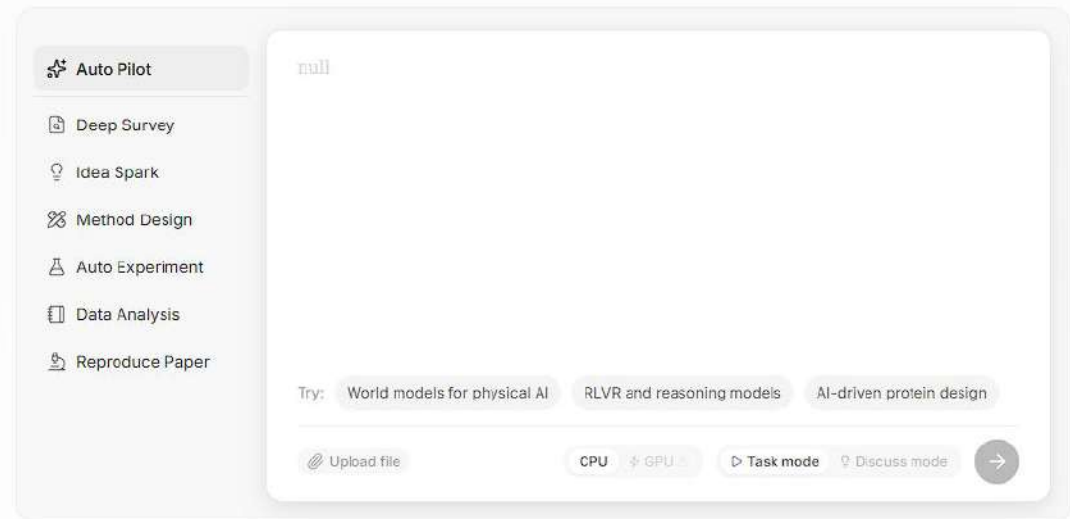 Auto Pilot
Deep Survey
Idea Spark
Method Design
Auto Experiment
Data Analysis
Reproduce Paper
null
Try: World models for physical AI RLVR and reasoning models AI-driven protein design
Upload file CPU GPU Task mode Discuss mode